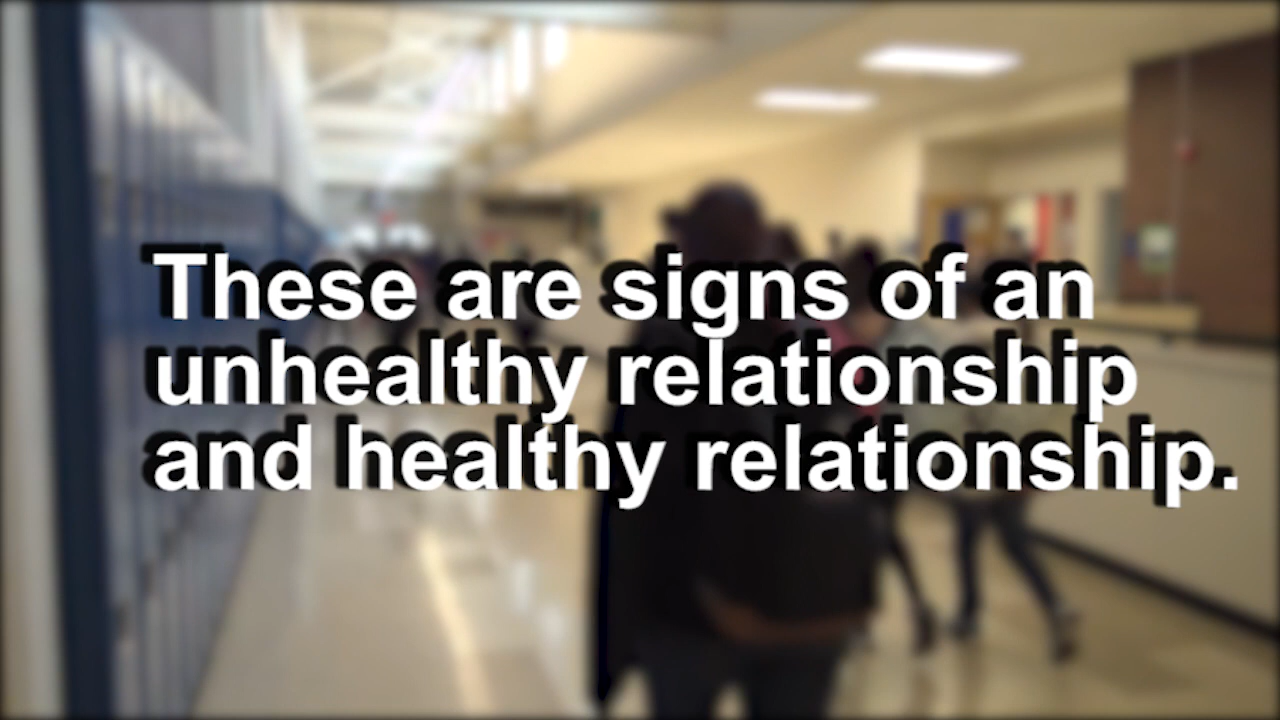 These are signs of an
unhealthy relationship
and healthy relationship.